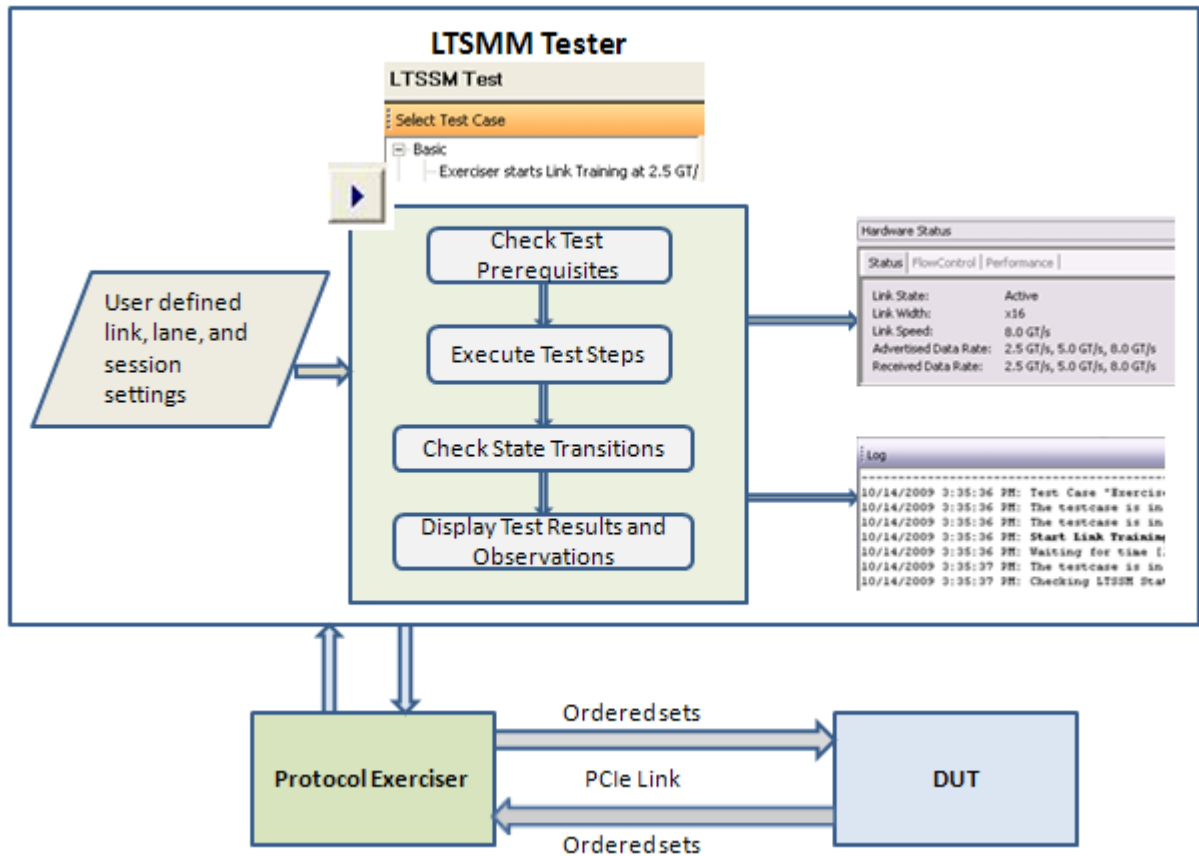 LTSMM Tester
LTSSM Test
Select Test Case
Basic
Exerciser starts Link Training at 2.5 GT/
User defined
link, lane, and
session
settings
Check Test
Prerequisites
Execute Test Steps
Check State Transitions
Display Test Results and
Observations
Hardware Status
Status FlowControl Performance
Link State: Active
Link Width: x16
Link Speed: 8.0 GT/s
Advertised Data Rate: 2.5 GT/s, 5.0 GT/s, 8.0 GT/s
Received Data Rate: 2.5 GT/s, 5.0 GT/s, 8.0 GT/s
Log
10/14/2009 3:35:36 PM: Test Case "Exercise
10/14/2009 3:35:36 PM: The testcase is in
10/14/2009 3:35:36 PM: The testcase is in
10/14/2009 3:35:36 PM: Start Link Training
10/14/2009 3:35:36 PM: Waiting for time
10/14/2009 3:35:37 PM: The testcase is in
10/14/2009 3:35:37 PM: Checking LTSSM Stat
Ordered sets
Protocol Exerciser
PCIe Link
DUT
Ordered sets